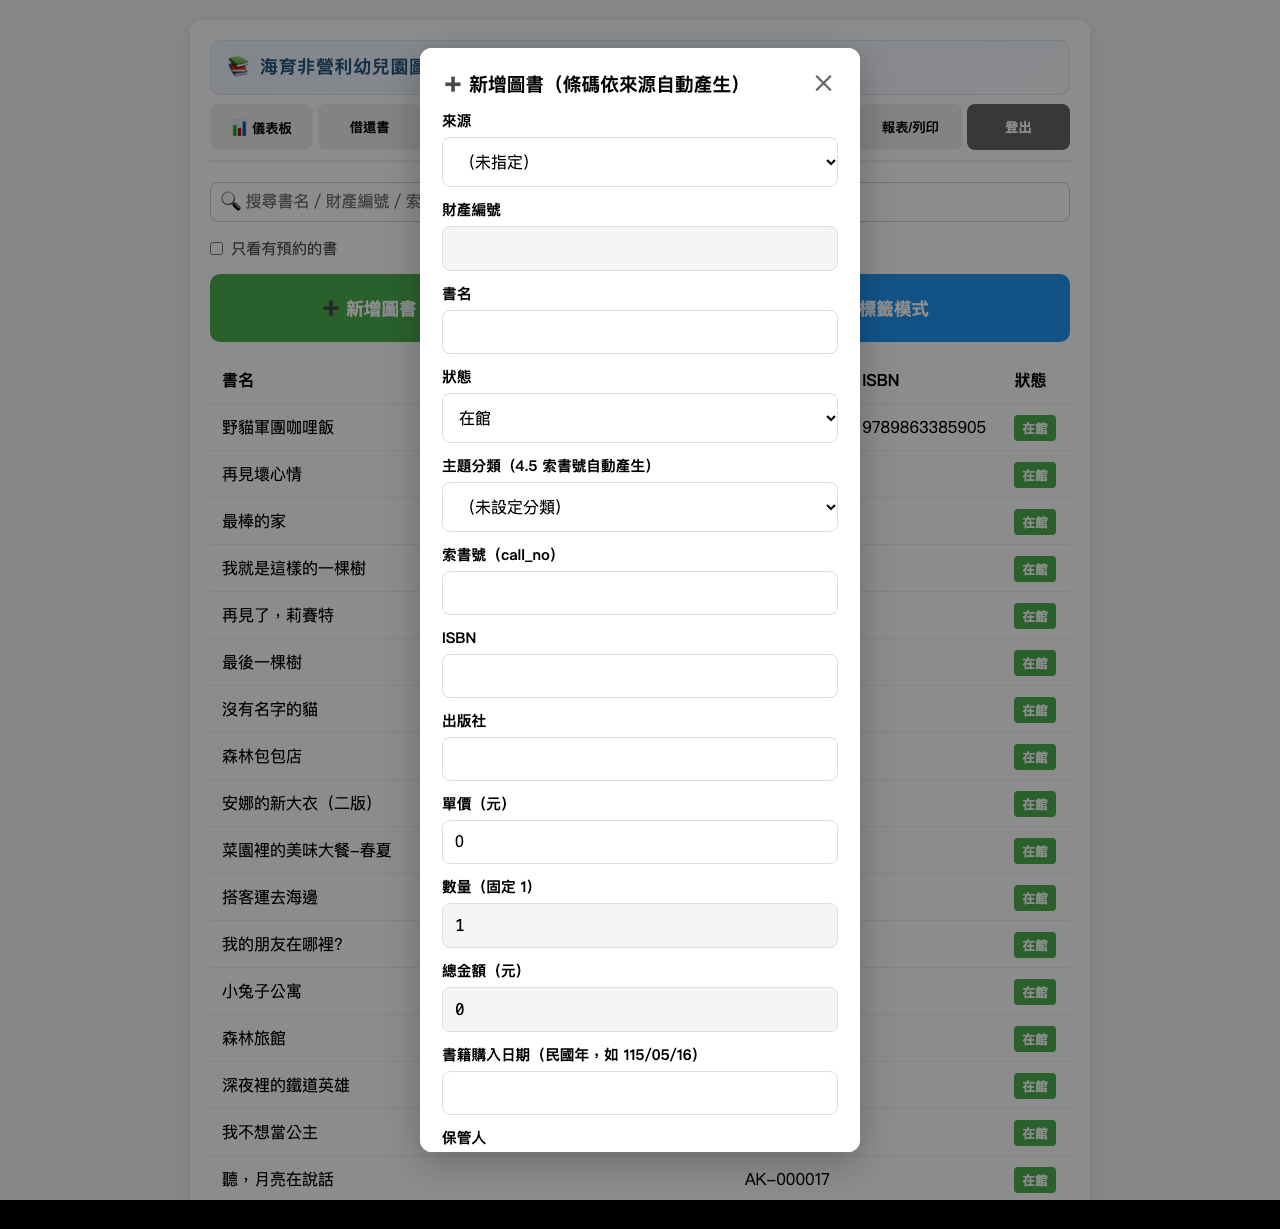 📚 海育非營利幼兒園
📊 儀表板
借還書
報表/列印
登出
🔍 搜尋書名 / 財產編號 / 索
只看有預約的書
➕ 新增圖書
標籤模式
書名
ISBN
狀態
野貓軍團咖哩飯
9789863385905
在館
再見壞心情
在館
最棒的家
在館
我就是這樣的一棵樹
在館
再見了，莉賽特
在館
最後一棵樹
在館
沒有名字的貓
在館
森林包包店
在館
安娜的新大衣（二版）
在館
菜園裡的美味大餐–春夏
在館
搭客運去海邊
在館
我的朋友在哪裡?
在館
小兔子公寓
在館
森林旅館
在館
深夜裡的鐵道英雄
在館
我不想當公主
在館
聽，月亮在說話
AK–000017
在館
➕ 新增圖書（條碼依來源自動產生）
×
來源
（未指定）
財產編號
書名
狀態
在館
主題分類（4.5 索書號自動產生）
（未設定分類）
索書號（call_no）
ISBN
出版社
單價（元）
0
數量（固定 1）
1
總金額（元）
0
書籍購入日期（民國年，如 115/05/16）
保管人